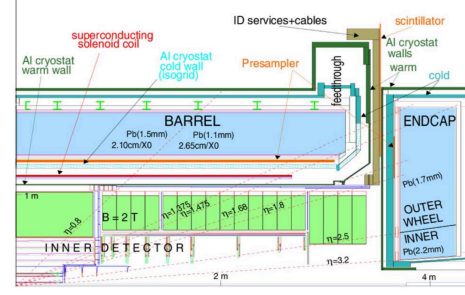 ID services+cables
scintillator
superconducting
solenoid coil
Al cryostat
warm wall
Al cryostat
cold wall
(isogrid)
Presampler
feedthrough
Al cryostat
walls
warm
cold
BARREL
Pb(1.5mm) Pb(1.1mm)
2.10cm/X0 2.65cm/X0
ENDCAP
Pb(1.7mm)
OUTER
WHEEL
INNER
Pb(2.2mm)
1 m
η=0.8
B=2T
η=1.375
η=1.475
η=1.68
η=1.8
η=2.5
η=3.2
INNER DETECTOR
2 m
4 m